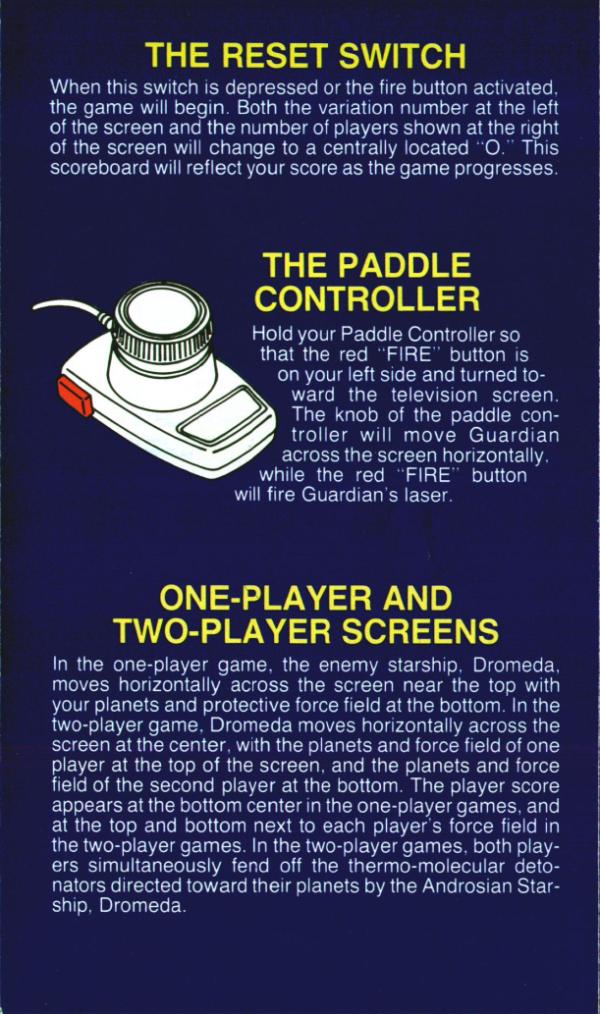 THE RESET SWITCH
When this switch is depressed or the fire button activated,
the game will begin. Both the variation number at the left
of the screen and the number of players shown at the right
of the screen will change to a centrally located "O." This
scoreboard will reflect your score as the game progresses.
THE PADDLE
CONTROLLER
Hold your Paddle Controller so
that the red "FIRE" button is
on your left side and turned to-
ward the television screen.
The knob of the paddle con-
troller will move Guardian
across the screen horizontally,
while the red "FIRE" button
will fire Guardian's laser.
ONE-PLAYER AND
TWO-PLAYER SCREENS
In the one-player game, the enemy starship, Dromeda,
moves horizontally across the screen near the top with
your planets and protective force field at the bottom. In the
two-player game, Dromeda moves horizontally across the
screen at the center, with the planets and force field of one
player at the top of the screen, and the planets and force
field of the second player at the bottom. The player score
appears at the bottom center in the one-player games, and
at the top and bottom next to each player's force field in
the two-player games. In the two-player games, both play-
ers simultaneously fend off the thermo-molecular deto-
nators directed toward their planets by the Androsian Star-
ship, Dromeda.